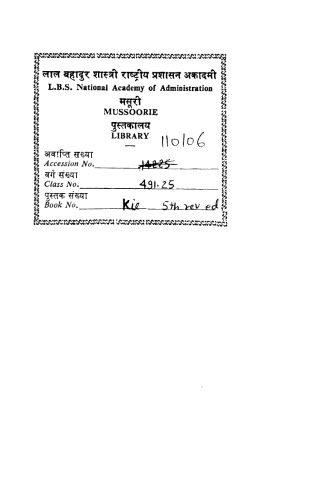 लाल बहादुर शास्त्री राष्ट्रीय प्रशासन अकादमी
L.B.S. National Academy of Administration
मसूरी
MUSSOORIE
पुस्तकालय
LIBRARY
110106
अवाप्ति संख्या
Accession No. 14225
वर्ग संख्या
Class No. 491.25
पुस्तक संख्या
Book No. Kie 5th rev ed